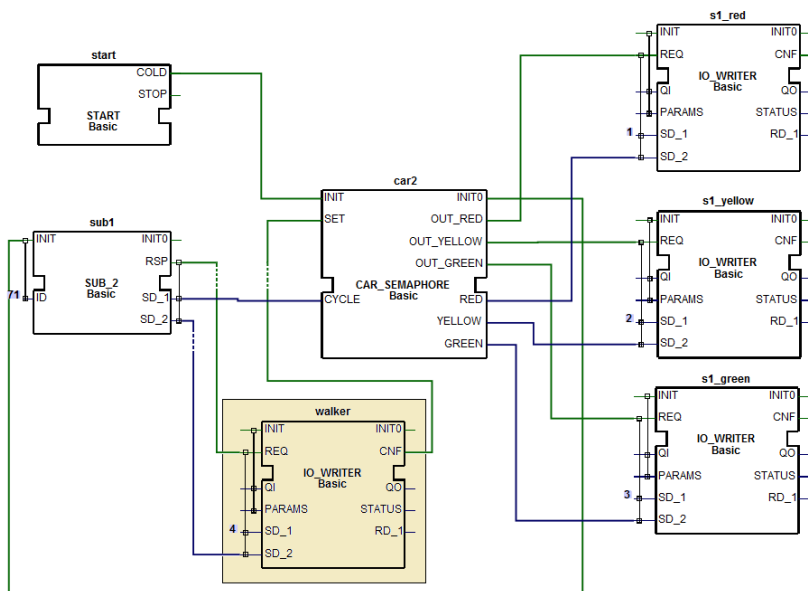 start
COLD
STOP
START
Basic
sub1
INIT
INIT0
RSP
SUB_2
Basic
71
ID
SD_1
SD_2
car2
INIT
INIT0
SET
OUT_RED
OUT_YELLOW
OUT_GREEN
CAR_SEMAPHORE
Basic
CYCLE
RED
YELLOW
GREEN
walker
INIT
INIT0
REQ
CNF
IO_WRITER
Basic
QI
QO
PARAMS
STATUS
4
SD_1
RD_1
SD_2
s1_red
INIT
INIT0
REQ
CNF
IO_WRITER
Basic
QI
QO
PARAMS
STATUS
1
SD_1
RD_1
SD_2
s1_yellow
INIT
INIT0
REQ
CNF
IO_WRITER
Basic
QI
QO
PARAMS
STATUS
2
SD_1
RD_1
SD_2
s1_green
INIT
INIT0
REQ
CNF
IO_WRITER
Basic
QI
QO
PARAMS
STATUS
3
SD_1
RD_1
SD_2